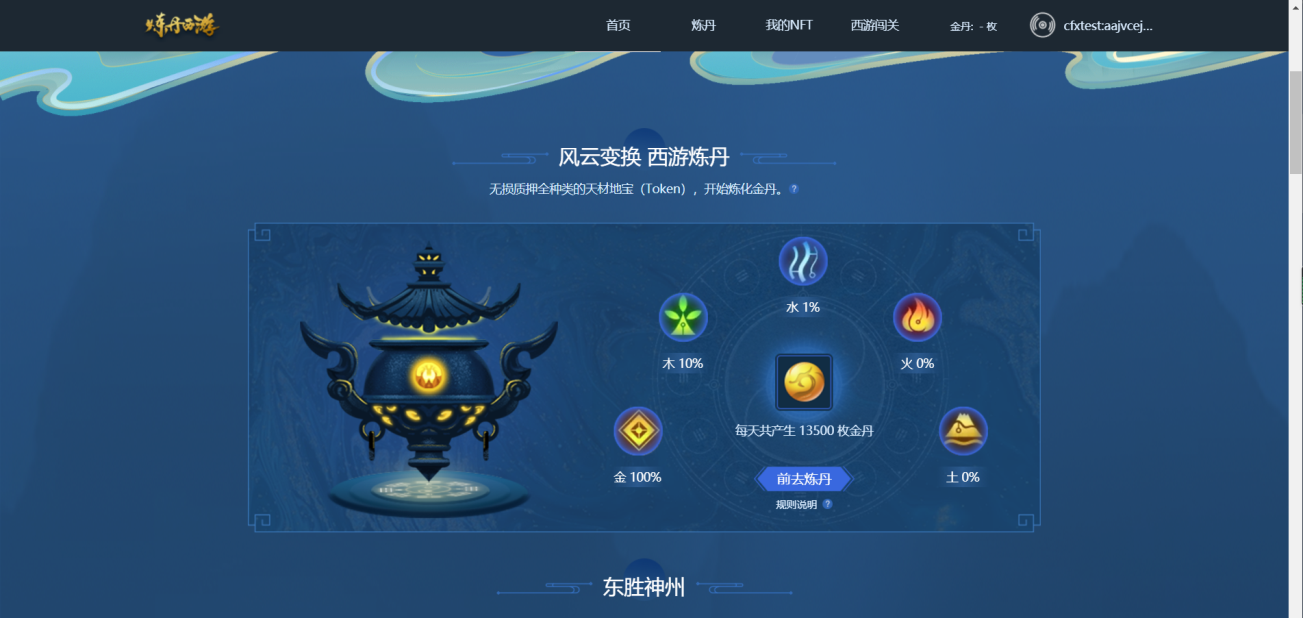 炼丹西游
首页 炼丹 我的NFT 西游闯关 金丹: - 枚 cfxtest:aajvcej...
风云变换 西游炼丹
无损质押全种类的天材地宝（Token），开始炼化金丹。 ?
水 1%
木 10%
火 0%
每天共产生 13500 枚金丹
金 100%
土 0%
前去炼丹
规则说明 ?
东胜神州